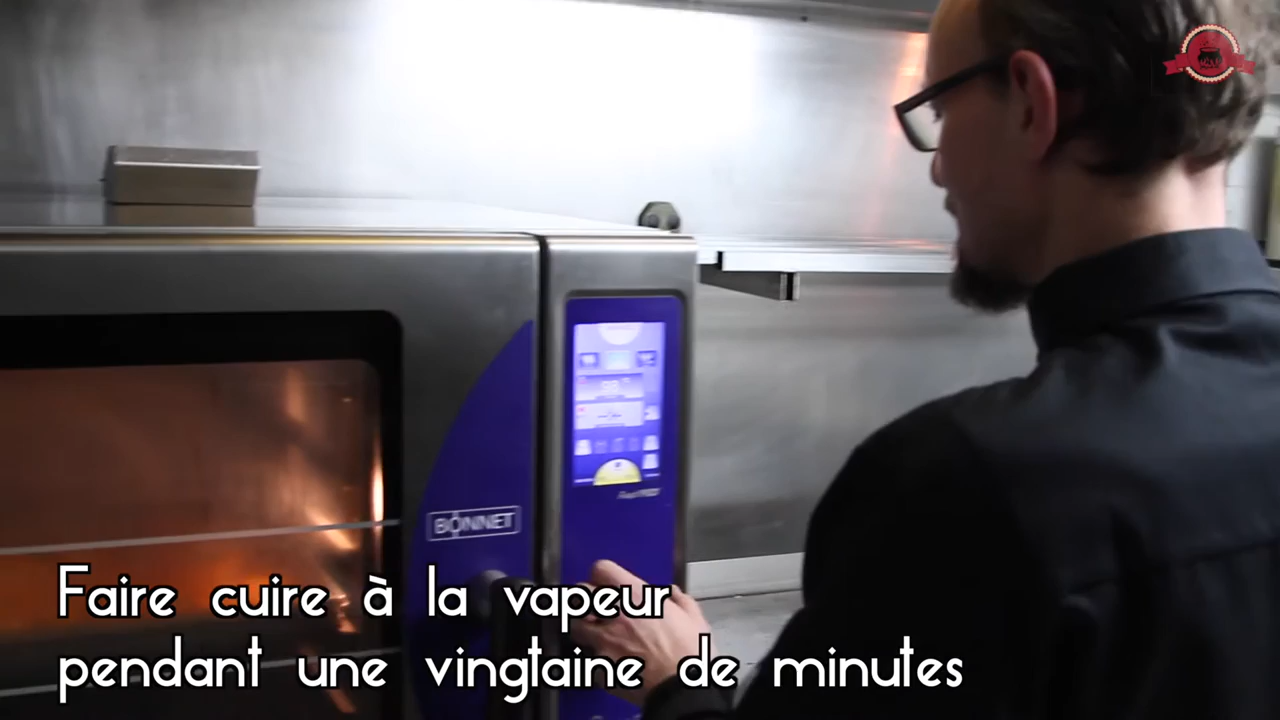 BONNET
Faire cuire à la vapeur
pendant une vingtaine de minutes